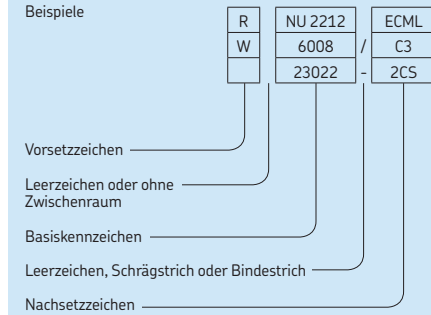 Beispiele
R NU 2212 ECML
W 6008 / C3
23022 - 2CS
Vorsetzzeichen
Leerzeichen oder ohne
Zwischenraum
Basiskennzeichen
Leerzeichen, Schrägstrich oder Bindestrich
Nachsetzzeichen